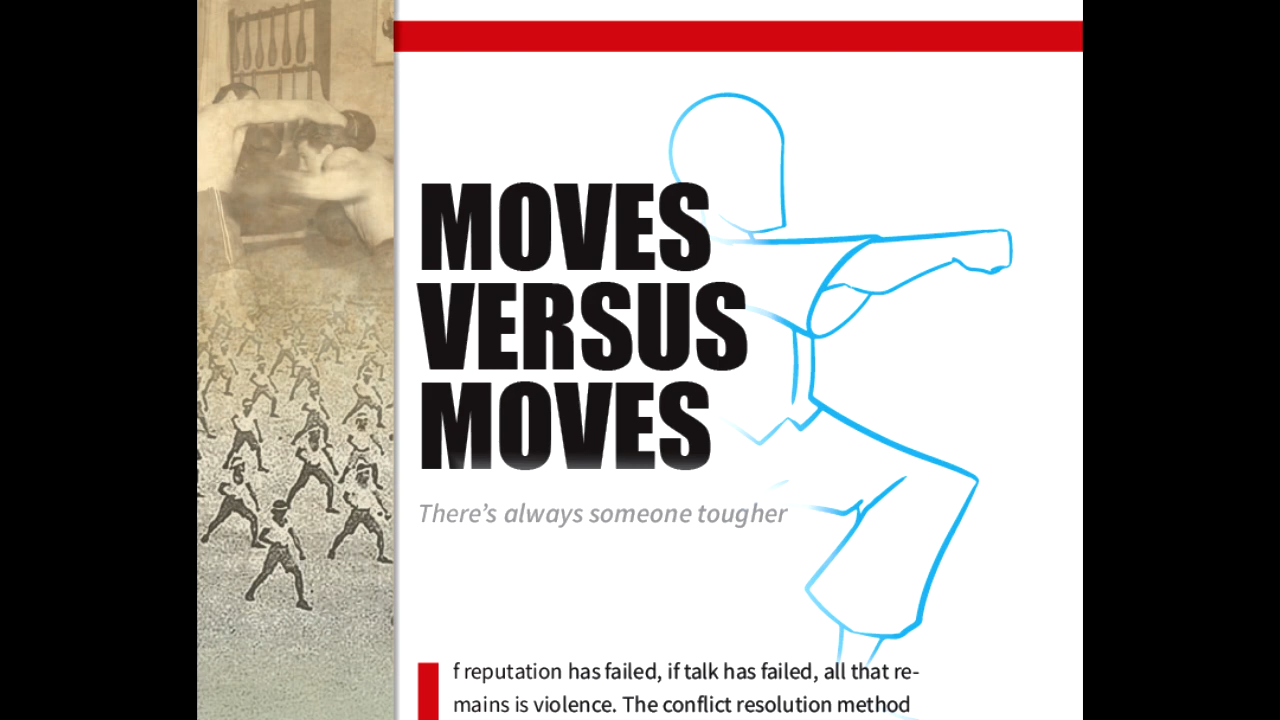 MOVES
VERSUS
MOVES
There’s always someone tougher
If reputation has failed, if talk has failed, all that re-
mains is violence. The conflict resolution method